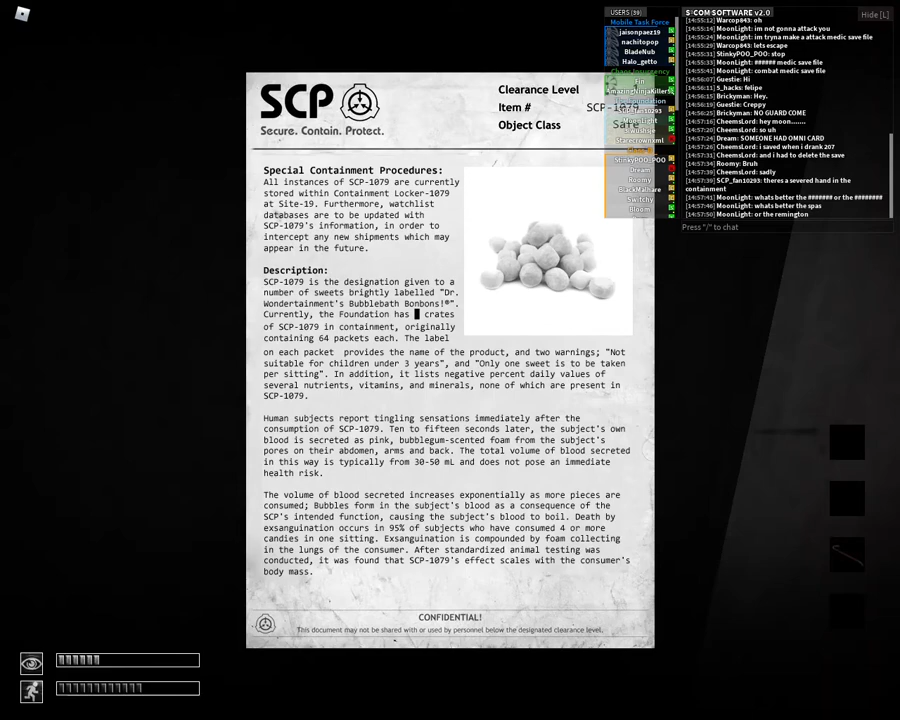 USERS (39)
Mobile Task Force
jaisonpaez19
nachitopop
BladeNub
Halo_getto
Chaos Insurgency
Fin
mazingNinjaKillers
MoonLight
Starecrownxml
StinkyPOO_POO
Dream
Roomy
BlackMalhare
Switchy
Bloom
S-COM SOFTWARE v2.0
Hide [L]
[14:55:12] Warcop843: oh
[14:55:14] MoonLight: im not gonna attack you
[14:55:24] MoonLight: im tryna make a attack medic save file
[14:55:29] Warcop843: lets escape
[14:55:31] StinkyPOO_POO: stop
[14:55:33] MoonLight: ###### medic save file
[14:55:41] MoonLight: combat medic save file
[14:56:07] Guestie: Hi
[14:56:11] S_hacks: felipe
[14:56:15] Brickyman: Hey.
[14:56:19] Guestie: Creppy
[14:56:25] Brickyman: NO GUARD COME
[14:57:17] CheemsLord: hey moon.......
[14:57:20] CheemsLord: so uh
[14:57:24] Dream: SOMEONE HAD OMNI CARD
[14:57:26] CheemsLord: i saved when i drank 207
[14:57:31] CheemsLord: and i had to delete the save
[14:57:34] Roomy: Bruh
[14:57:39] CheemsLord: sadly
[14:57:39] SCP_fan10293: theres a severed hand in the
containment
[14:57:41] MoonLight: whats better the ####### or the ########
[14:57:46] MoonLight: whats better the spas
[14:57:50] MoonLight: or the remington
Press "/" to chat
SCP
Secure. Contain. Protect.
Clearance Level
Item # SCP-1079
Object Class Safe
Special Containment Procedures:
All instances of SCP-1079 are currently
stored within Containment Locker-1079
at Site-19. Furthermore, watchlist
databases are to be updated with
SCP-1079's information, in order to
intercept any new shipments which may
appear in the future.
Description:
SCP-1079 is the designation given to a
number of sweets brightly labelled "Dr.
Wondertainment's Bubblebath Bonbons!®".
Currently, the Foundation has █ crates
of SCP-1079 in containment, originally
containing 64 packets each. The label
on each packet provides the name of the product, and two warnings; "Not
suitable for children under 3 years", and "Only one sweet is to be taken
per sitting". In addition, it lists negative percent daily values of
several nutrients, vitamins, and minerals, none of which are present in
SCP-1079.
Human subjects report tingling sensations immediately after the
consumption of SCP-1079. Ten to fifteen seconds later, the subject's own
blood is secreted as pink, bubblegum-scented foam from the subject's
pores on their abdomen, arms and back. The total volume of blood secreted
in this way is typically from 30-50 mL and does not pose an immediate
health risk.
The volume of blood secreted increases exponentially as more pieces are
consumed; Bubbles form in the subject's blood as a consequence of the
SCP's intended function, causing the subject's blood to boil. Death by
exsanguination occurs in 95% of subjects who have consumed 4 or more
candies in one sitting. Exsanguination is compounded by foam collecting
in the lungs of the consumer. After standardized animal testing was
conducted, it was found that SCP-1079's effect scales with the consumer's
body mass.
CONFIDENTIAL!
This document may not be shared with or used by personnel below the designated clearance level.